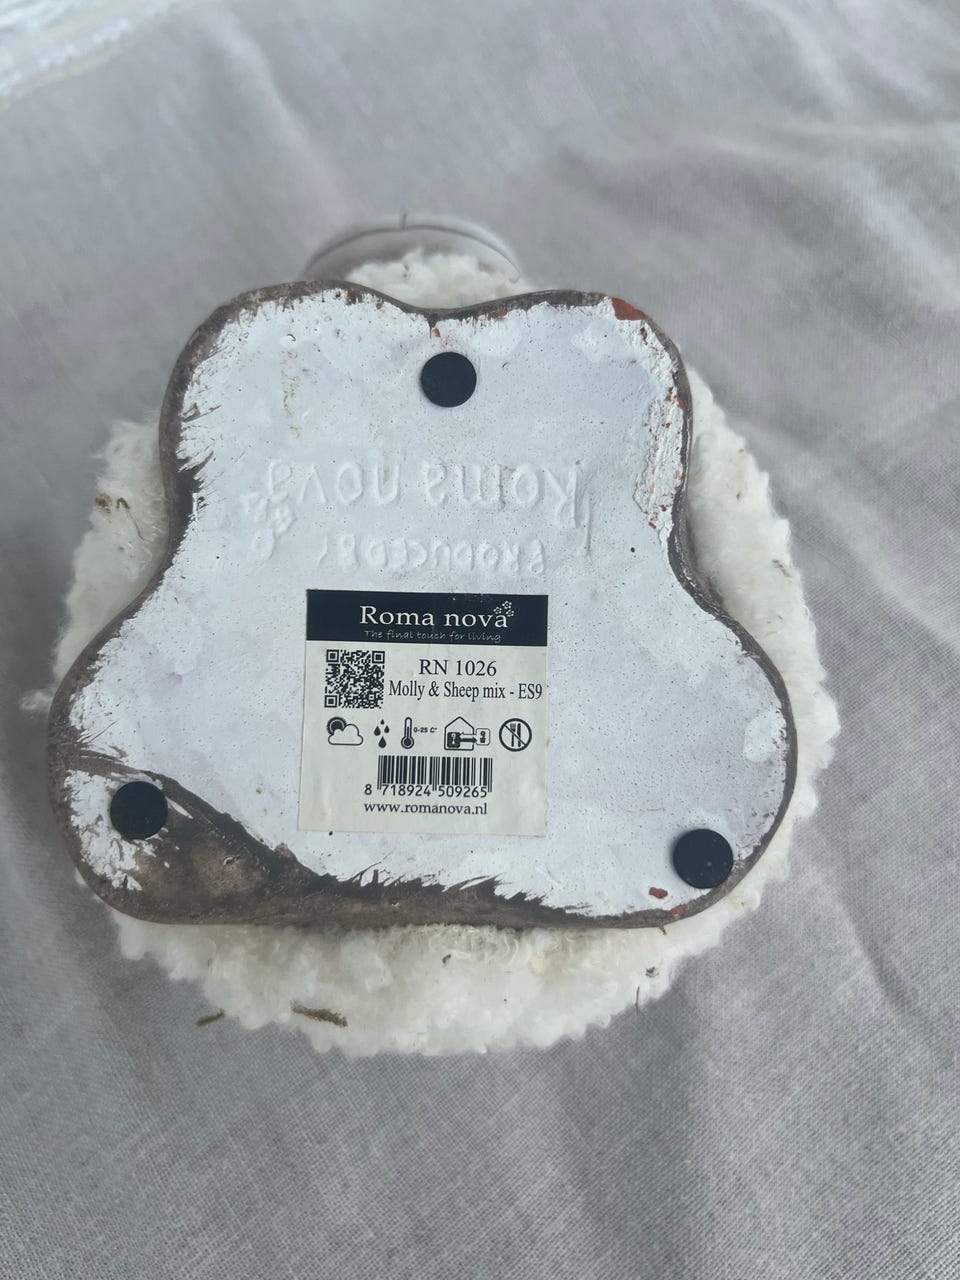 PRODUCED BY
Roma nova
Roma nova
The final touch for living
RN 1026
Molly & Sheep mix - ES9
0-25 C°
8 718924 509265
www.romanova.nl